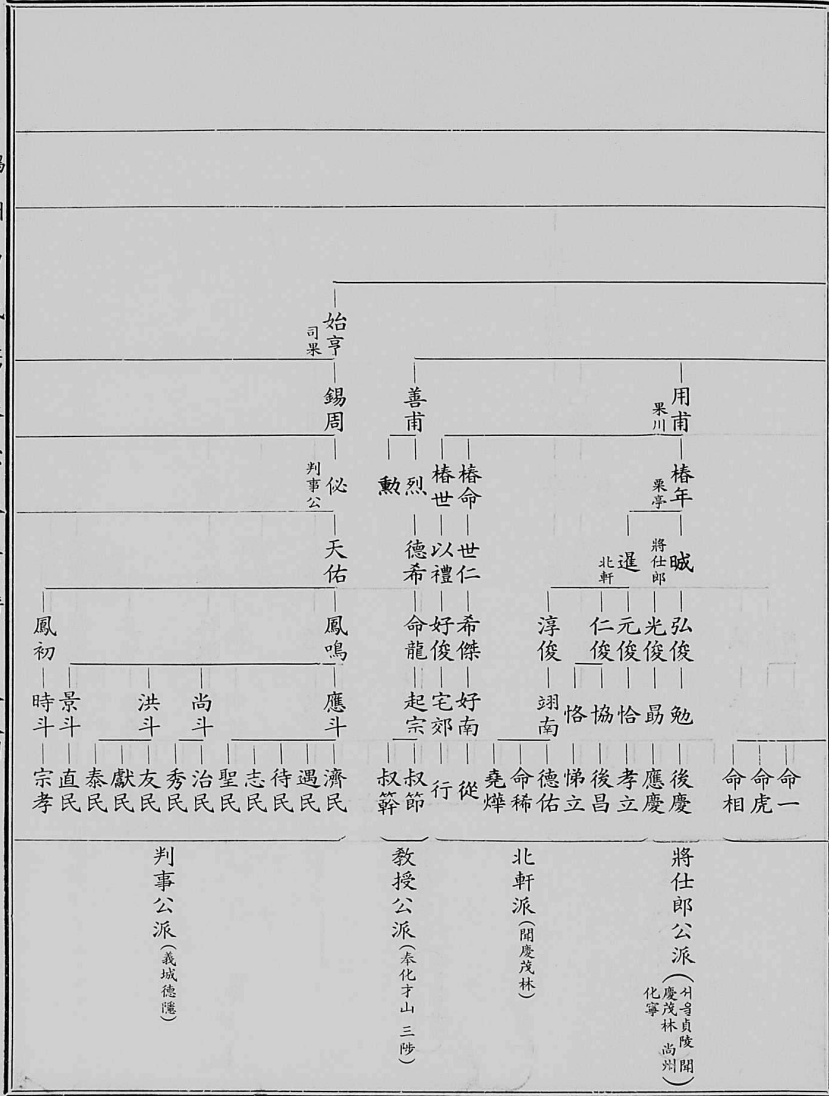 始亨
司果
用甫
果川
善甫
錫周
椿年
栗亭
椿命
椿世
烈
勲
佖
判事公
晠
將仕郎
暹
北軒
世仁
以禮
德希
天佑
弘俊
光俊
元俊
仁俊
淳俊
希傑
好俊
命龍
鳳鳴
鳳初
勉
勗
恰
協
恪
翊南
好南
宅郊
起宗
應斗
尚斗
洪斗
景斗
時斗
命一
命虎
命相
後慶
應慶
孝立
後昌
悌立
德佑
命稀
堯燁
從
行
叔節
濟民
遇民
待民
志民
聖民
治民
秀民
友民
獻民
泰民
直民
宗孝
將仕郎公派(서울貞陵 聞
慶茂林 尚州
化寧)
北軒派(聞慶茂林)
教授公派(奉化才山 三陟)
判事公派(義城德隱)